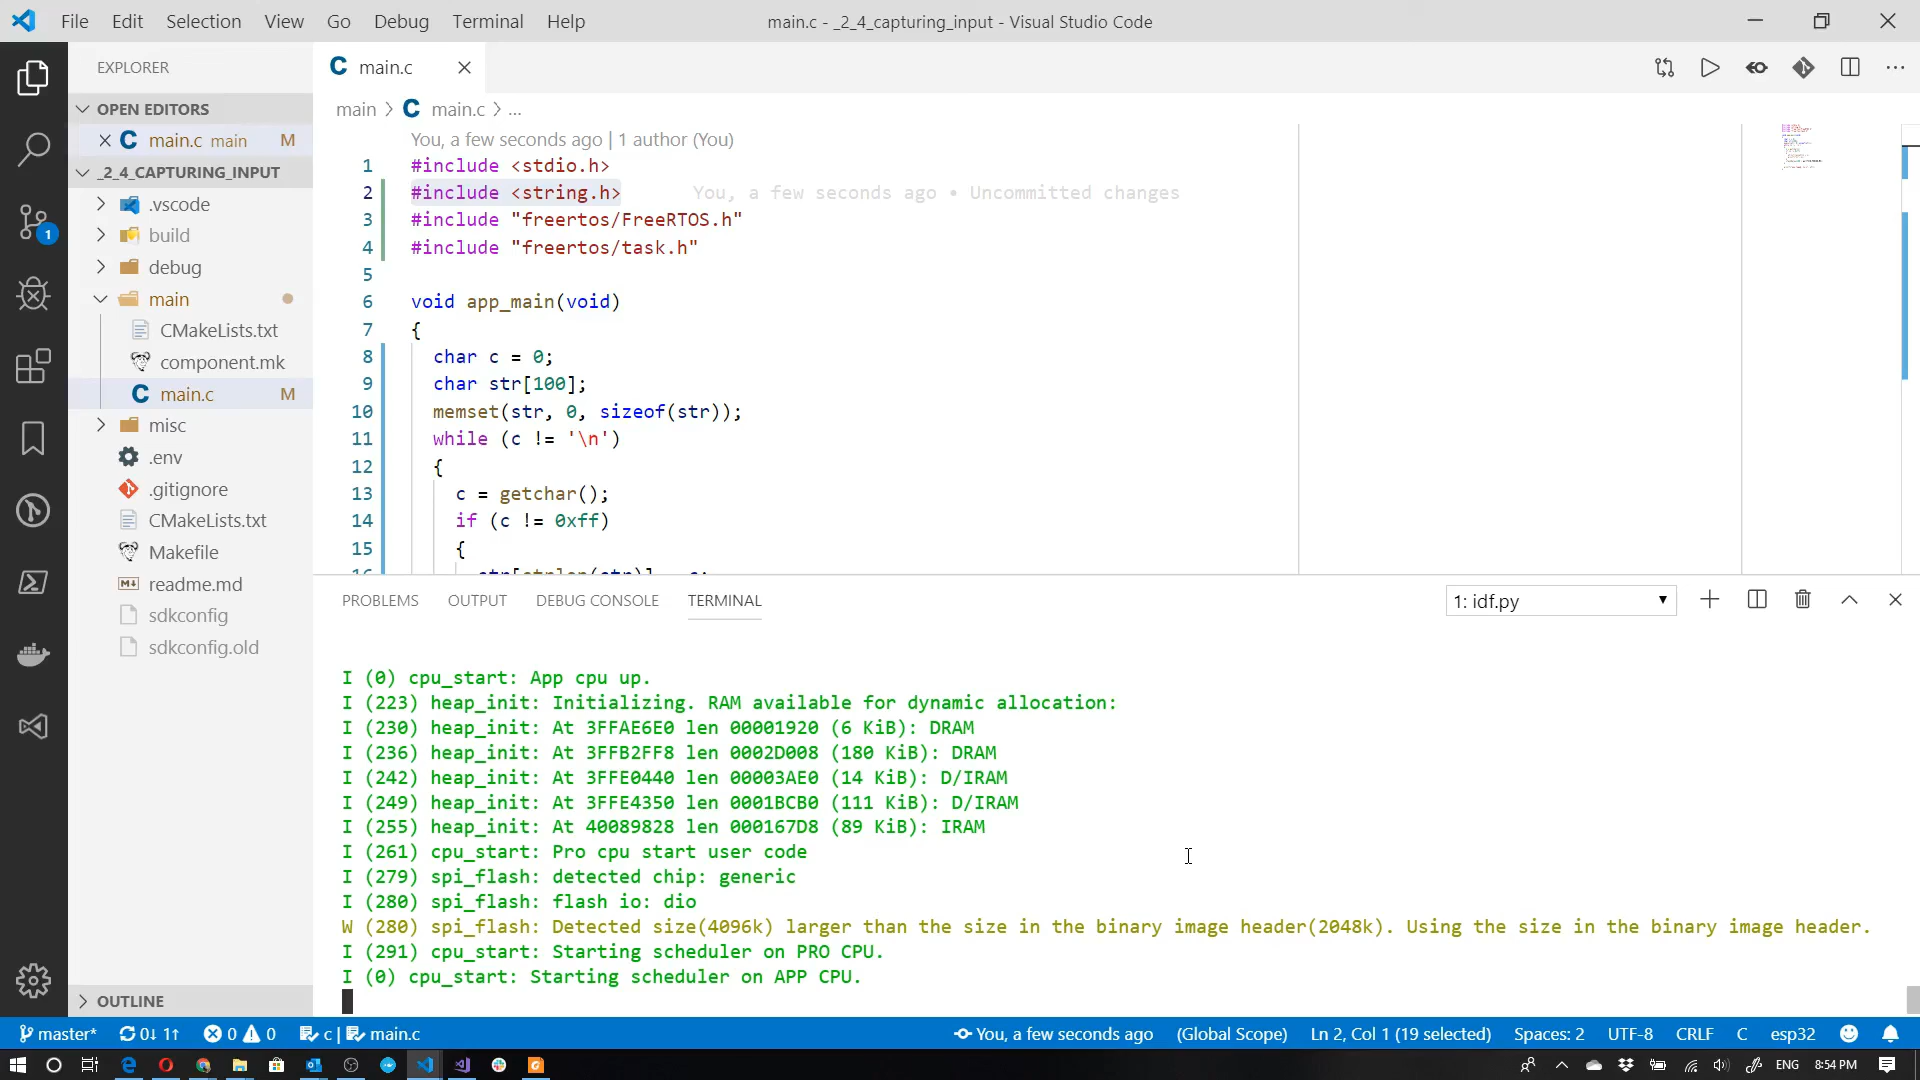 File Edit Selection View Go Debug Terminal Help
main.c - _2_4_capturing_input - Visual Studio Code
EXPLORER
OPEN EDITORS
main.c main M
_2_4_CAPTURING_INPUT
.vscode
build
debug
main
CMakeLists.txt
component.mk
main.c M
misc
.env
.gitignore
CMakeLists.txt
Makefile
readme.md
sdkconfig
sdkconfig.old
OUTLINE
1
main.c
main > C main.c > ...
You, a few seconds ago | 1 author (You)
1 #include <stdio.h>
2 #include <string.h> You, a few seconds ago • Uncommitted changes
3 #include "freertos/FreeRTOS.h"
4 #include "freertos/task.h"
5
6 void app_main(void)
7 {
8 char c = 0;
9 char str[100];
10 memset(str, 0, sizeof(str));
11 while (c != '\n')
12 {
13 c = getchar();
14 if (c != 0xff)
15 {
PROBLEMS OUTPUT DEBUG CONSOLE TERMINAL
1: idf.py
I (0) cpu_start: App cpu up.
I (223) heap_init: Initializing. RAM available for dynamic allocation:
I (230) heap_init: At 3FFAE6E0 len 00001920 (6 KiB): DRAM
I (236) heap_init: At 3FFB2FF8 len 0002D008 (180 KiB): DRAM
I (242) heap_init: At 3FFE0440 len 00003AE0 (14 KiB): D/IRAM
I (249) heap_init: At 3FFE4350 len 0001BCB0 (111 KiB): D/IRAM
I (255) heap_init: At 40089828 len 000167D8 (89 KiB): IRAM
I (261) cpu_start: Pro cpu start user code
I (279) spi_flash: detected chip: generic
I (280) spi_flash: flash io: dio
W (280) spi_flash: Detected size(4096k) larger than the size in the binary image header(2048k). Using the size in the binary image header.
I (291) cpu_start: Starting scheduler on PRO CPU.
I (0) cpu_start: Starting scheduler on APP CPU.
master* 0↓ 1↑ 0 0 c | main.c
You, a few seconds ago (Global Scope) Ln 2, Col 1 (19 selected) Spaces: 2 UTF-8 CRLF C esp32
ENG 8:54 PM